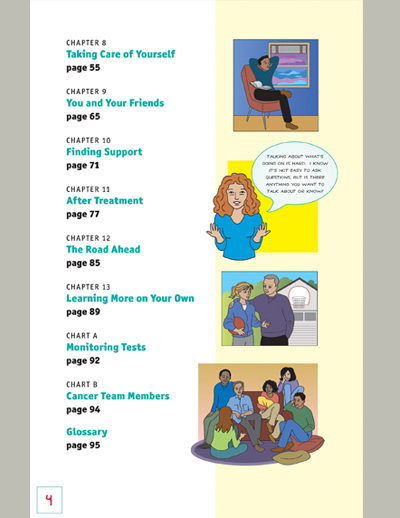 CHAPTER 8
Taking Care of Yourself
page 55
CHAPTER 9
You and Your Friends
page 65
CHAPTER 10
Finding Support
page 71
CHAPTER 11
After Treatment
page 77
CHAPTER 12
The Road Ahead
page 85
CHAPTER 13
Learning More on Your Own
page 89
CHART A
Monitoring Tests
page 92
CHART B
Cancer Team Members
page 94
Glossary
page 95
TALKING ABOUT WHAT'S
GOING ON IS HARD. I KNOW
IT'S NOT EASY TO ASK
QUESTIONS, BUT IS THERE
ANYTHING YOU WANT TO
TALK ABOUT OR KNOW?
4